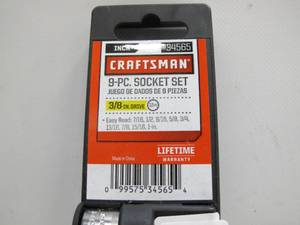 INCH
94565
CRAFTSMAN
9-PC. SOCKET SET
JUEGO DE DADOS DE 9 PIEZAS
3/8 -IN. DRIVE
• Easy Read: 7/16, 1/2, 9/16, 5/8, 3/4,
13/16, 7/8, 15/16, 1-in.
LIFETIME
WARRANTY
Made in China
0 99575 34565 4